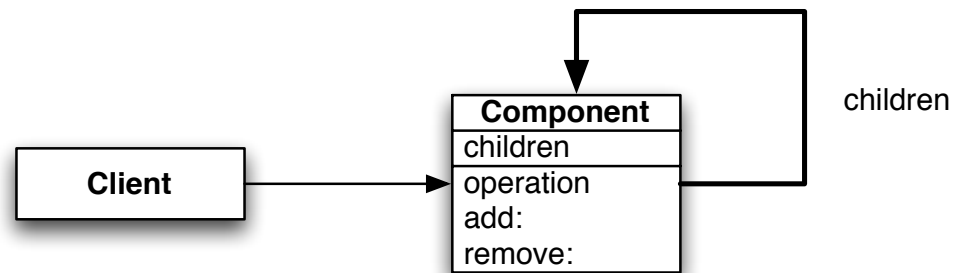 Component
children
children
Client
operation
add:
remove: